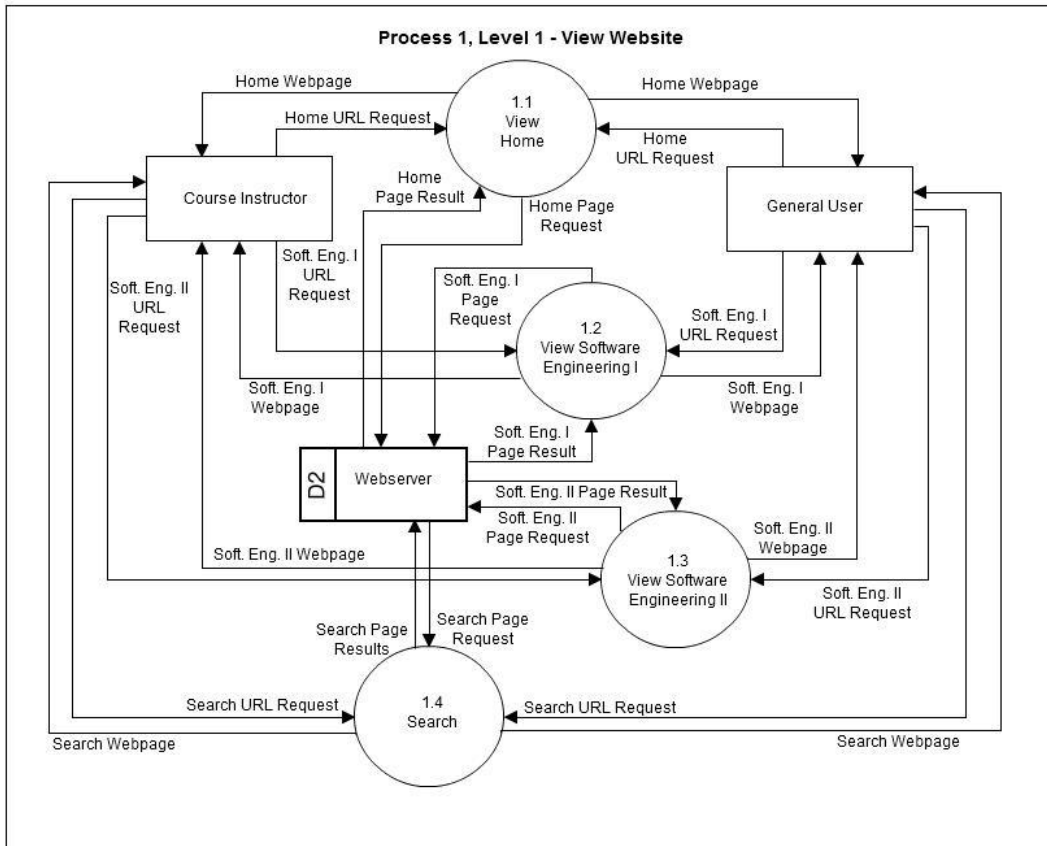 Process 1, Level 1 - View Website
Home Webpage
Home Webpage
1.1
View
Home
Home URL Request
Home
URL Request
Course Instructor
Home
Page Result
Home Page
Request
General User
Soft. Eng. II
URL
Request
Soft. Eng. I
URL
Request
Soft. Eng. I
Page
Request
1.2
View Software
Engineering I
Soft. Eng. I
URL Request
Soft. Eng. I
Webpage
Soft. Eng. I
Webpage
Soft. Eng. I
Page Result
D2
Webserver
Soft. Eng. II Page Result
Soft. Eng. II
Page Request
Soft. Eng. II Webpage
1.3
View Software
Engineering II
Soft. Eng. II
Webpage
Soft. Eng. II
URL Request
Search Page
Results
Search Page
Request
1.4
Search
Search URL Request
Search URL Request
Search Webpage
Search Webpage